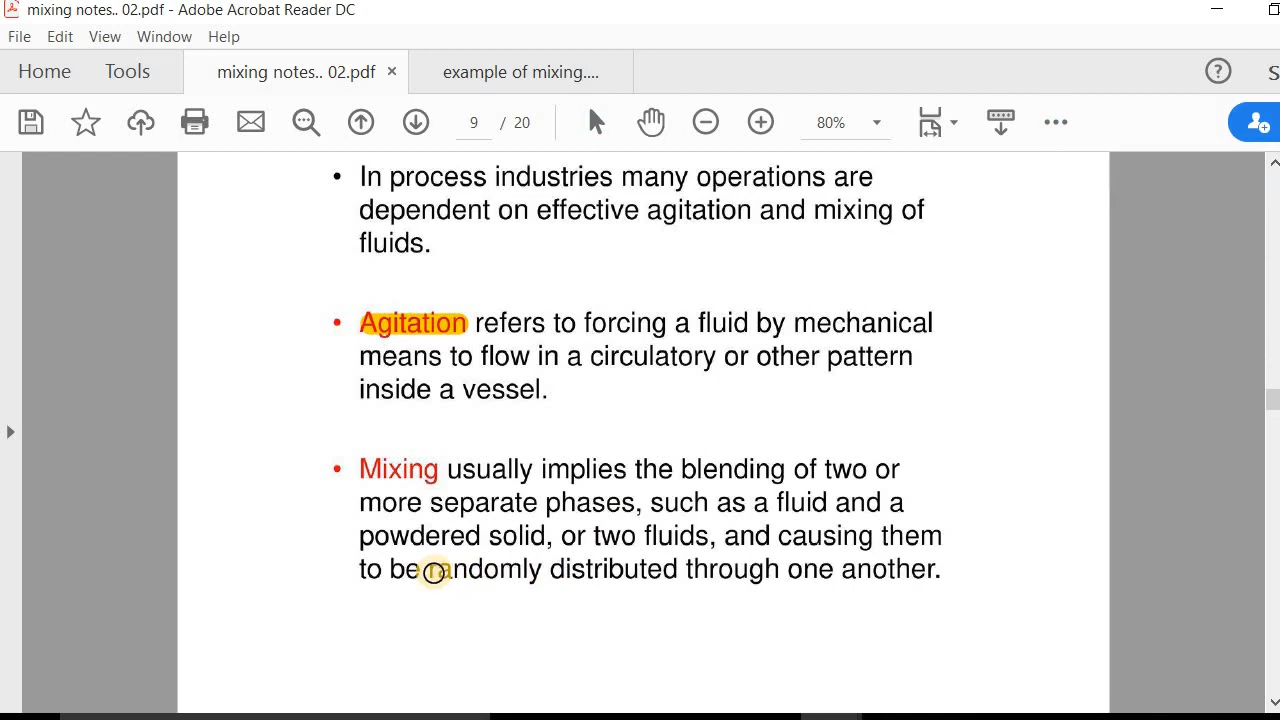 mixing notes.. 02.pdf - Adobe Acrobat Reader DC
File Edit View Window Help
Home Tools mixing notes.. 02.pdf × example of mixing....
9 / 20 80%
• In process industries many operations are
dependent on effective agitation and mixing of
fluids.
• Agitation refers to forcing a fluid by mechanical
means to flow in a circulatory or other pattern
inside a vessel.
• Mixing usually implies the blending of two or
more separate phases, such as a fluid and a
powdered solid, or two fluids, and causing them
to be randomly distributed through one another.